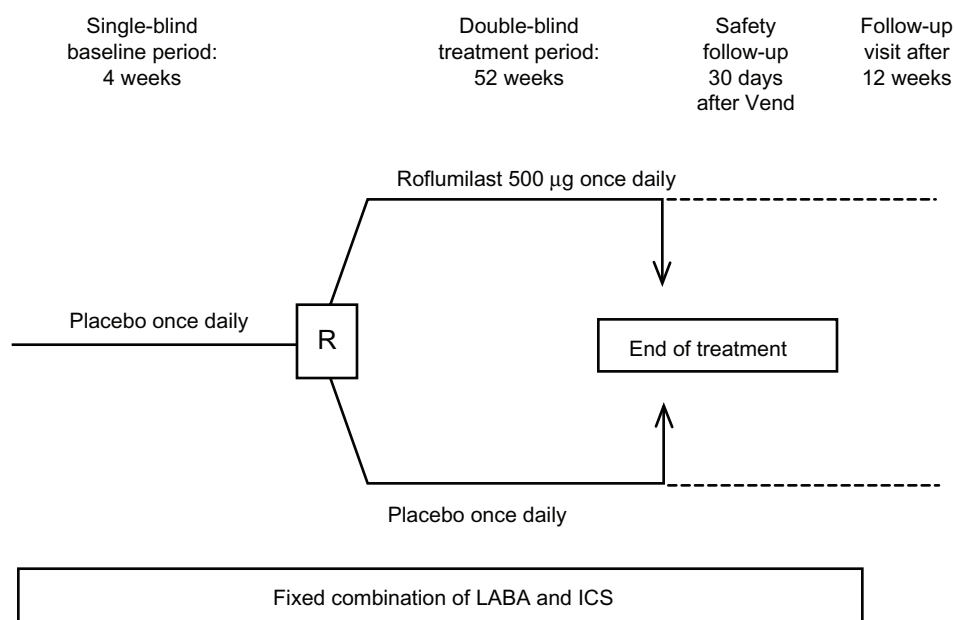 Single-blind
baseline period:
4 weeks
Double-blind
treatment period:
52 weeks
Safety
follow-up
30 days
after Vend
Follow-up
visit after
12 weeks
Roflumilast 500 μg once daily
Placebo once daily
R
End of treatment
Placebo once daily
Fixed combination of LABA and ICS